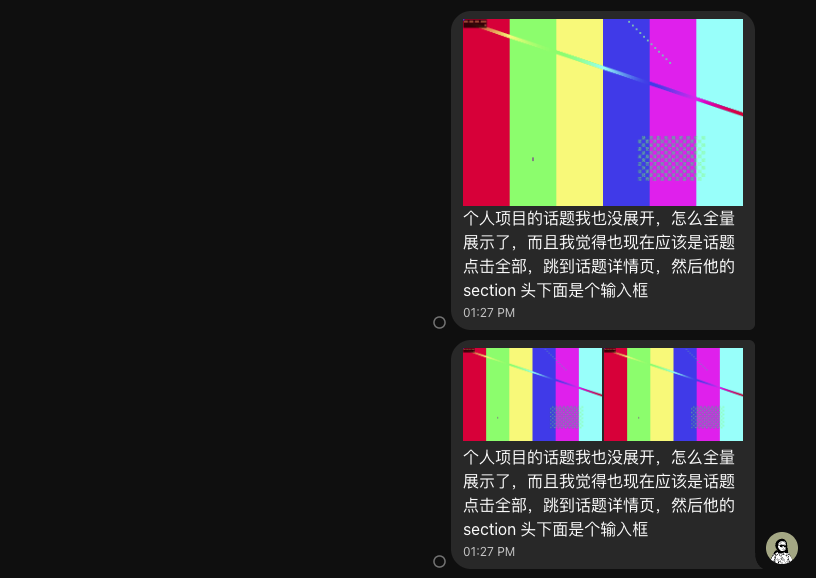 个人项目的话题我也没展开，怎么全量
展示了，而且我觉得也现在应该是话题
点击全部，跳到话题详情页，然后他的
section 头下面是个输入框
01:27 PM
个人项目的话题我也没展开，怎么全量
展示了，而且我觉得也现在应该是话题
点击全部，跳到话题详情页，然后他的
section 头下面是个输入框
01:27 PM